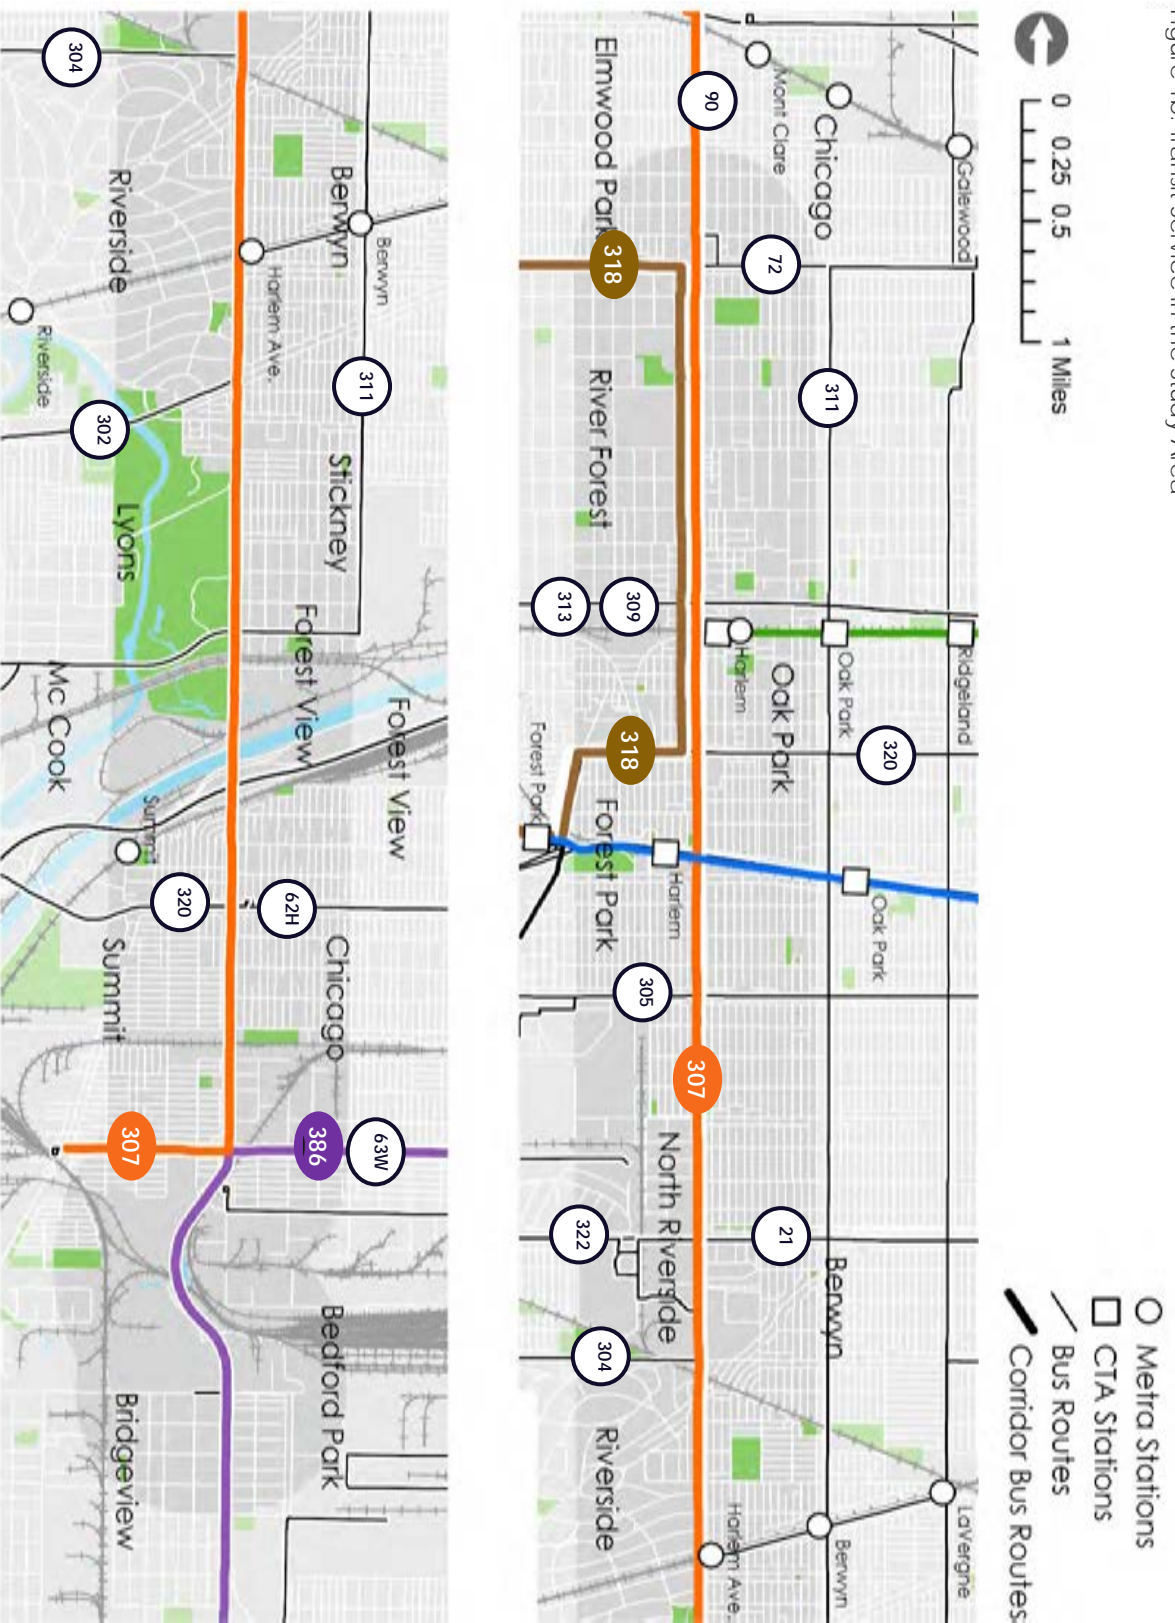 Transit Service in the Study Area
0 0.25 0.5 1 Miles
Metra Stations
CTA Stations
Bus Routes
Corridor Bus Routes
Galewood
Ridgeland
LaVergne
Chicago
Mont Clare
90
72
311
Oak Park
320
Oak Park
Oak Park
21
Berwyn
Berwyn
Harlem
Harlem
Harlem Ave.
307
Elmwood Park
318
River Forest
309
313
318
Forest Park
Forest Park
305
North Riverside
322
304
Riverside
Berwyn
Berwyn
311
Stickney
Forest View
Forest View
Harlem Ave.
62H
Chicago
386
63W
Bedford Park
304
Riverside
Riverside
302
Lyons
Mc Cook
Summit
320
Summit
307
Bridgeview